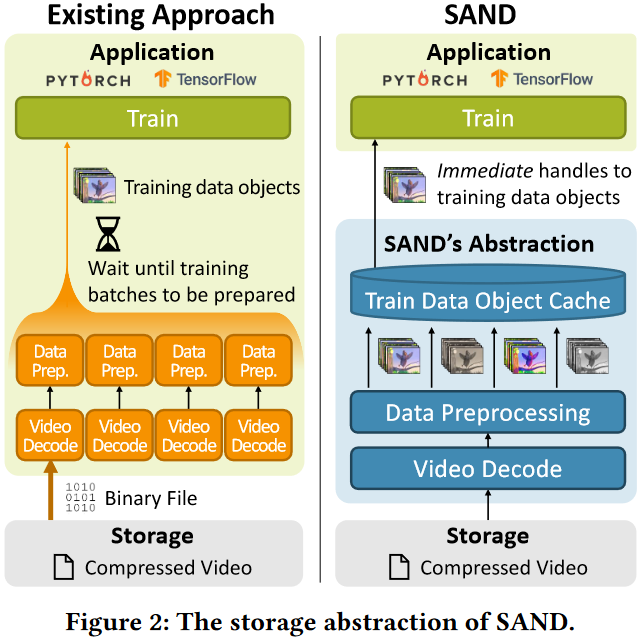 Existing Approach
Application
PYTORCH TensorFlow
Train
Training data objects
Wait until training
batches to be prepared
Data
Prep.
Data
Prep.
Data
Prep.
Data
Prep.
Video
Decode
Video
Decode
Video
Decode
Video
Decode
1010
0101
1010
Binary File
Storage
Compressed Video
SAND
Application
PYTORCH TensorFlow
Train
Immediate handles to
training data objects
SAND's Abstraction
Train Data Object Cache
Data Preprocessing
Video Decode
Storage
Compressed Video
Figure 2: The storage abstraction of SAND.